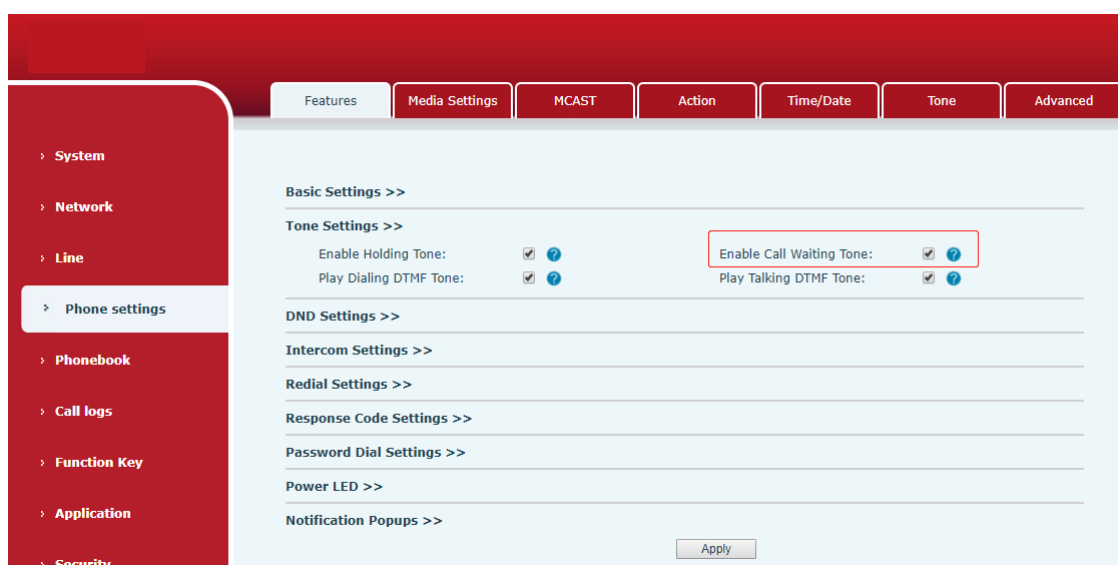 Features Media Settings MCAST Action Time/Date Tone Advanced
› System
› Network
› Line
› Phone settings
› Phonebook
› Call logs
› Function Key
› Application
› Security
Basic Settings >>
Tone Settings >>
Enable Holding Tone: ? Enable Call Waiting Tone: ?
Play Dialing DTMF Tone: ? Play Talking DTMF Tone: ?
DND Settings >>
Intercom Settings >>
Redial Settings >>
Response Code Settings >>
Password Dial Settings >>
Power LED >>
Notification Popups >>
Apply